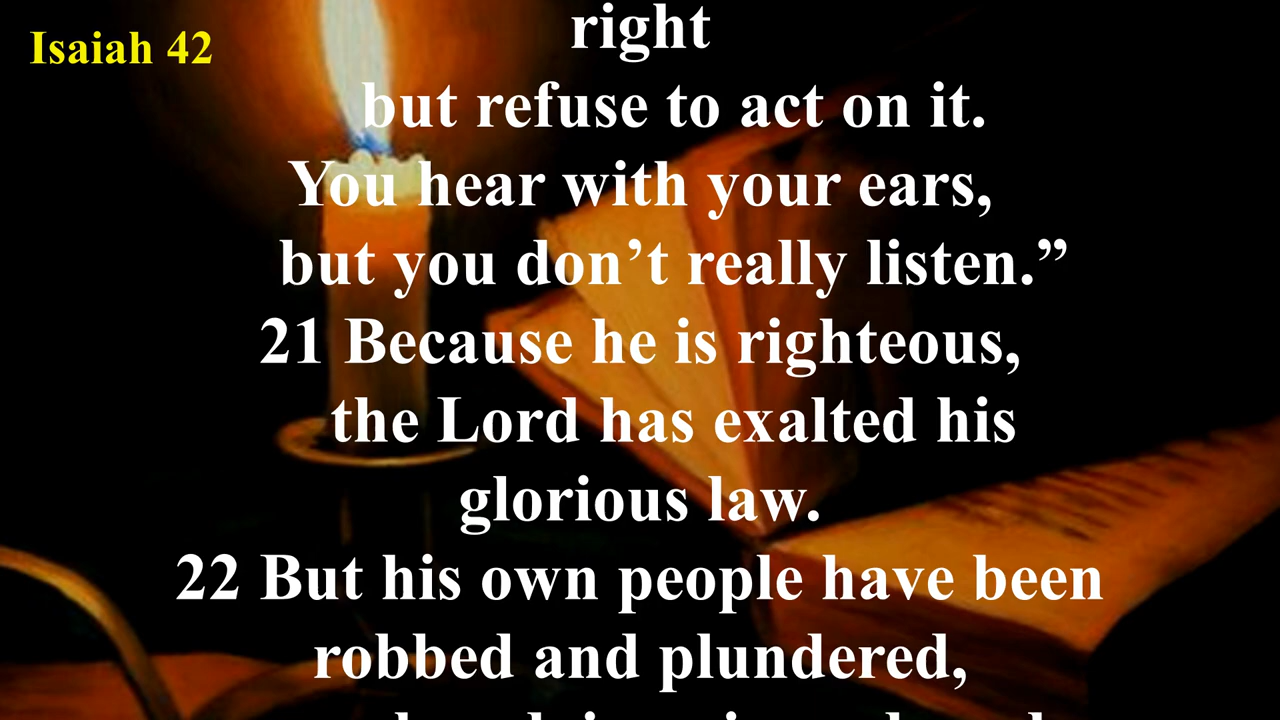 Isaiah 42
right
but refuse to act on it.
You hear with your ears,
but you don’t really listen.”
21 Because he is righteous,
the Lord has exalted his
glorious law.
22 But his own people have been
robbed and plundered,